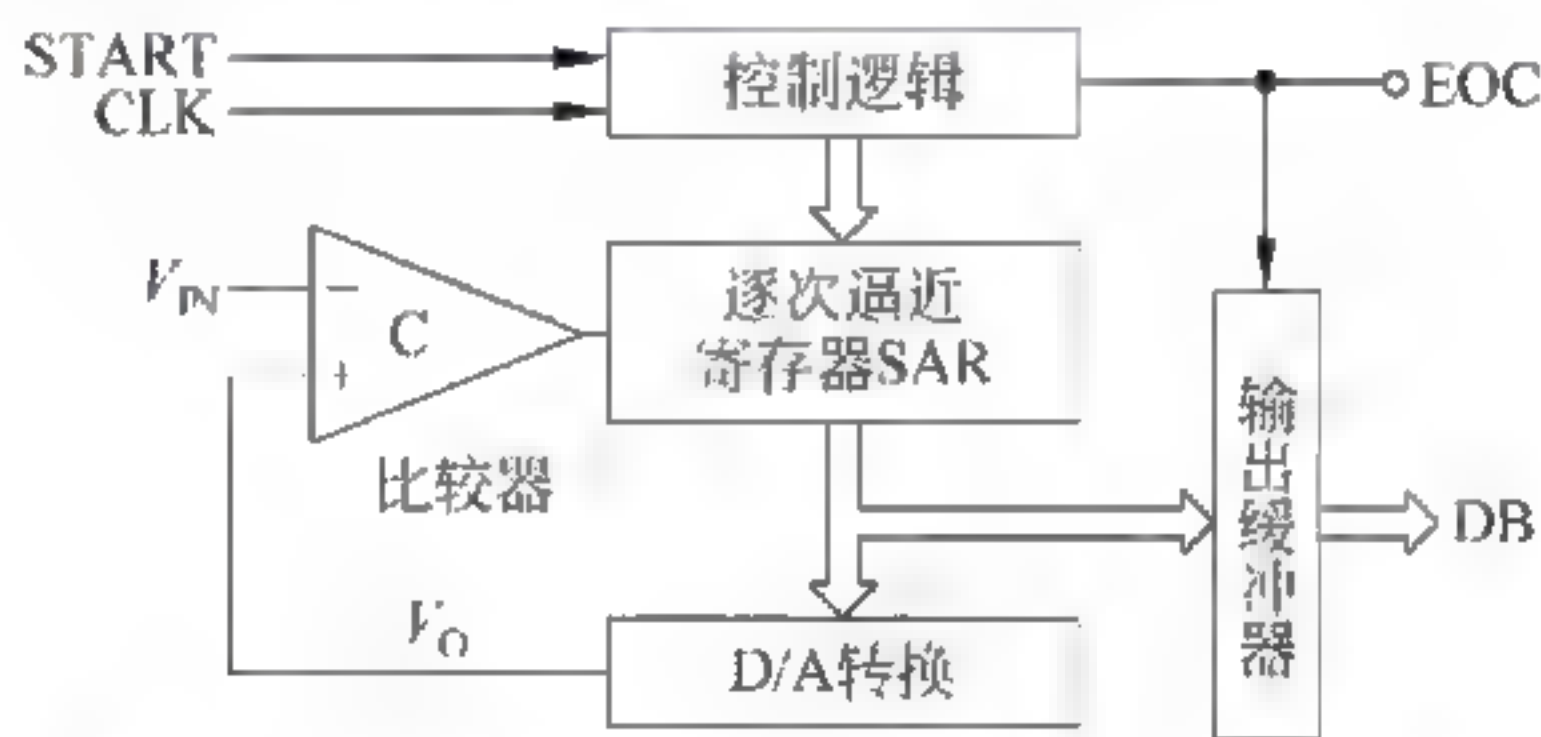 START
CLK
控制逻辑
EOC
V_IN
−
C
+
比较器
逐次逼近
寄存器SAR
输出缓冲器
DB
V_O
D/A转换